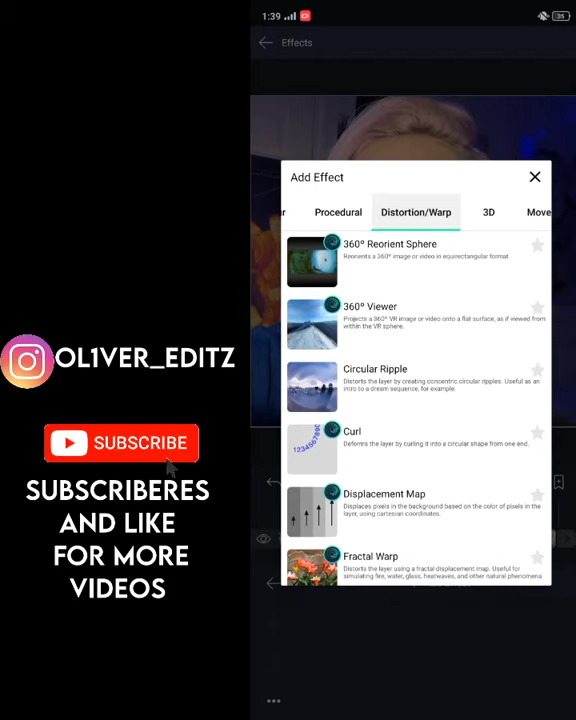 1:39
35
Effects
Add Effect
Procedural
Distortion/Warp
3D
Move
360º Reorient Sphere
Reorients a 360º image or video in equirectangular format
360º Viewer
Projects a 360º VR image or video onto a flat surface, as if viewed from
within the VR sphere.
Circular Ripple
Distorts the layer by creating concentric circular ripples. Useful as an
intro to a dream sequence, for example.
Curl
Deforms the layer by curling it into a circular shape from one end.
Displacement Map
Displaces pixels in the background based on the color of pixels in the
layer, using cartesian coordinates.
Fractal Warp
Distorts the layer using a fractal displacement map. Useful for
simulating fire, water, glass, heatwaves, and other natural phenomena
OL1VER_EDITZ
SUBSCRIBE
SUBSCRIBERES
AND LIKE
FOR MORE
VIDEOS